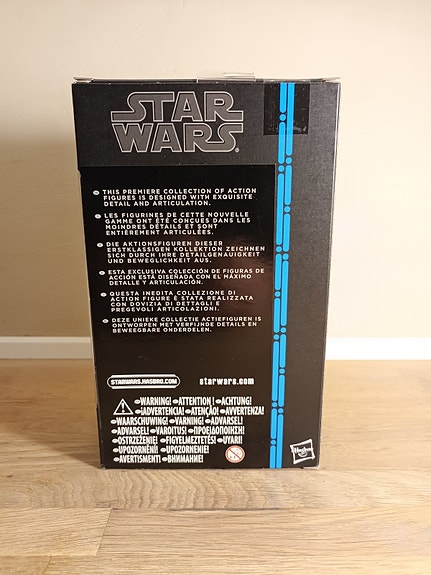 STAR
WARS®
THIS PREMIERE COLLECTION OF ACTION
FIGURES IS DESIGNED WITH EXQUISITE
DETAIL AND ARTICULATION.
LES FIGURINES DE CETTE NOUVELLE
GAMME ONT ÉTÉ CONÇUES DANS LES
MOINDRES DÉTAILS ET SONT
ENTIÈREMENT ARTICULÉES.
DIE AKTIONSFIGUREN DIESER
ERSTKLASSIGEN KOLLEKTION ZEICHNEN
SICH DURCH IHRE DETAILGENAUIGKEIT
UND BEWEGLICHKEIT AUS.
ESTA EXCLUSIVA COLECCIÓN DE FIGURAS DE
ACCIÓN ESTÁ DISEÑADA CON EL MÁXIMO
DETALLE Y ARTICULACIÓN.
QUESTA INEDITA COLLEZIONE DI
ACTION FIGURE È STATA REALIZZATA
CON DOVIZIA DI DETTAGLI E
PREGEVOLI ARTICOLAZIONI.
DEZE UNIEKE COLLECTIE ACTIEFIGUREN IS
ONTWORPEN MET VERFIJNDE DETAILS EN
BEWEEGBARE ONDERDELEN.
STARWARS.HASBRO.COM starwars.com
WARNING! ATTENTION! ACHTUNG!
¡ADVERTENCIA! ATENÇÃO! AVVERTENZA!
WAARSCHUWING! VARNING! ADVARSEL!
ADVARSEL! VAROITUS! ΠΡΟΕΙΔΟΠΟΙΗΣΗ!
OSTRZEŻENIE! FIGYELMEZTETÉS! UYARI!
UPOZORNĚNÍ! UPOZORNENIE!
AVERTISMENT! ВНИМАНИЕ!
Hasbro